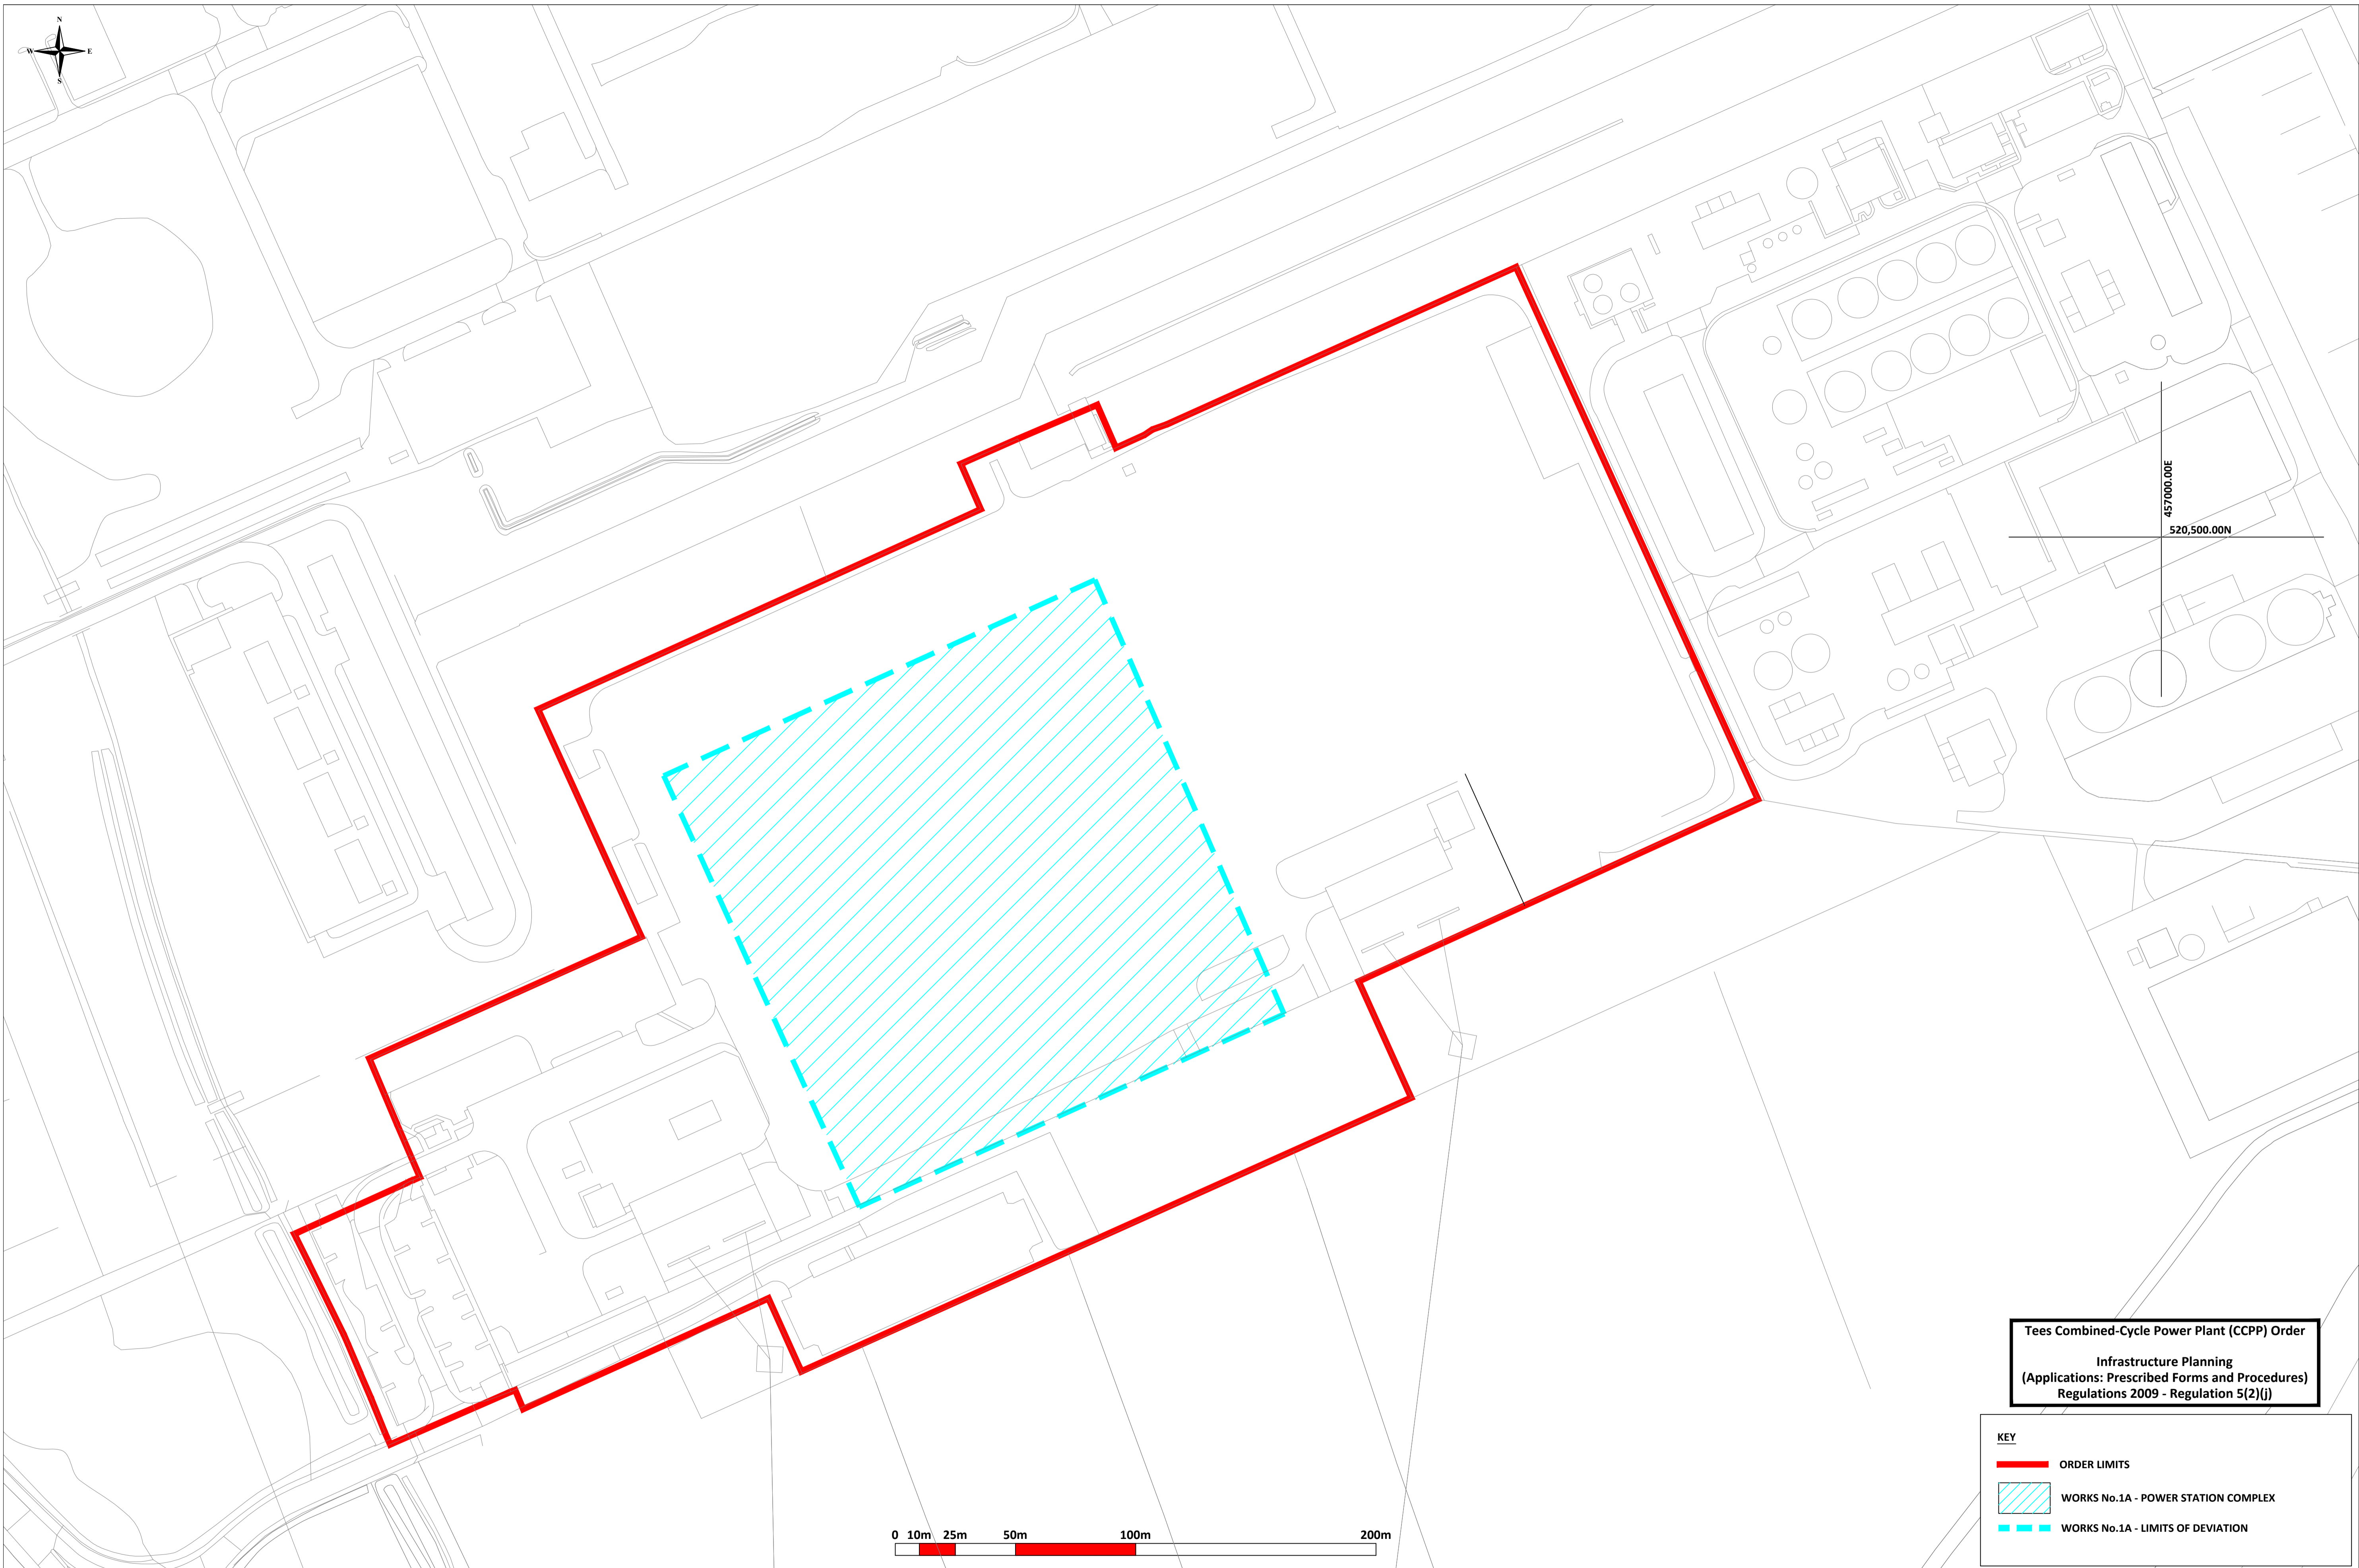 N
W E
S
457000.00E
520,500.00N
Tees Combined-Cycle Power Plant (CCPP) Order
Infrastructure Planning
(Applications: Prescribed Forms and Procedures)
Regulations 2009 - Regulation 5(2)(j)
KEY
ORDER LIMITS
WORKS No.1A - POWER STATION COMPLEX
WORKS No.1A - LIMITS OF DEVIATION
0 10m 25m 50m 100m 200m